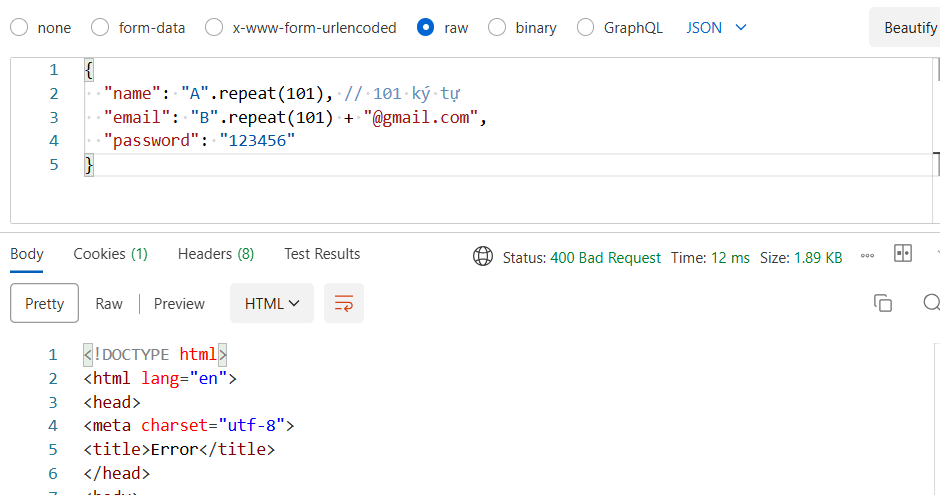 none form-data x-www-form-urlencoded raw binary GraphQL JSON Beautify
1 {
2 "name": "A".repeat(101), // 101 ký tự
3 "email": "B".repeat(101) + "@gmail.com",
4 "password": "123456"
5 }
Body Cookies (1) Headers (8) Test Results Status: 400 Bad Request Time: 12 ms Size: 1.89 KB
Pretty Raw Preview HTML
1 <!DOCTYPE html>
2 <html lang="en">
3 <head>
4 <meta charset="utf-8">
5 <title>Error</title>
6 </head>
7 <body>